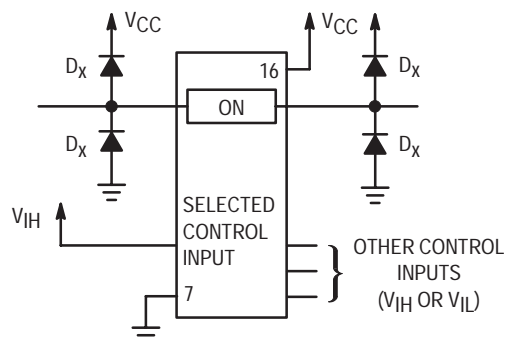 VCC
VCC
DX
DX
16
ON
DX
DX
VIH
SELECTED
CONTROL
INPUT
7
OTHER CONTROL
INPUTS
(VIH OR VIL)